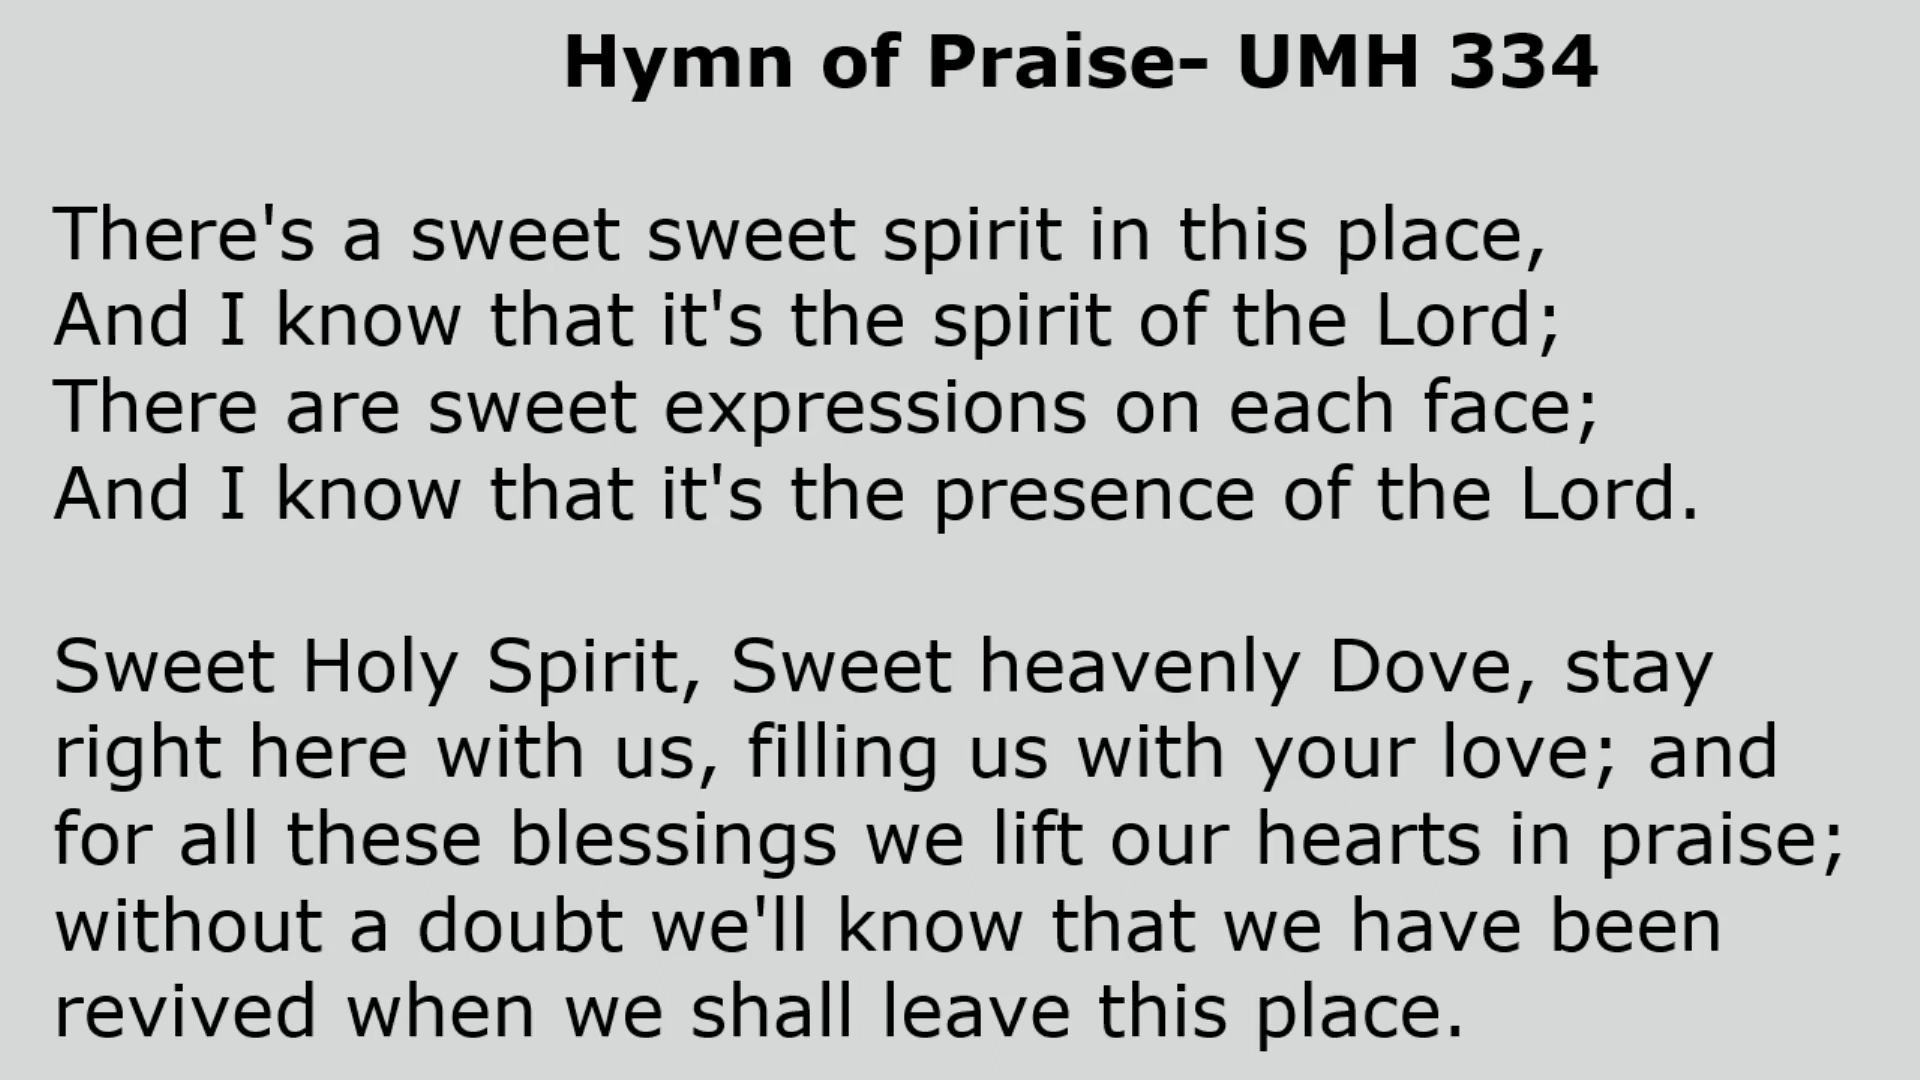 Hymn of Praise- UMH 334
There's a sweet sweet spirit in this place,
And I know that it's the spirit of the Lord;
There are sweet expressions on each face;
And I know that it's the presence of the Lord.
Sweet Holy Spirit, Sweet heavenly Dove, stay
right here with us, filling us with your love; and
for all these blessings we lift our hearts in praise;
without a doubt we'll know that we have been
revived when we shall leave this place.